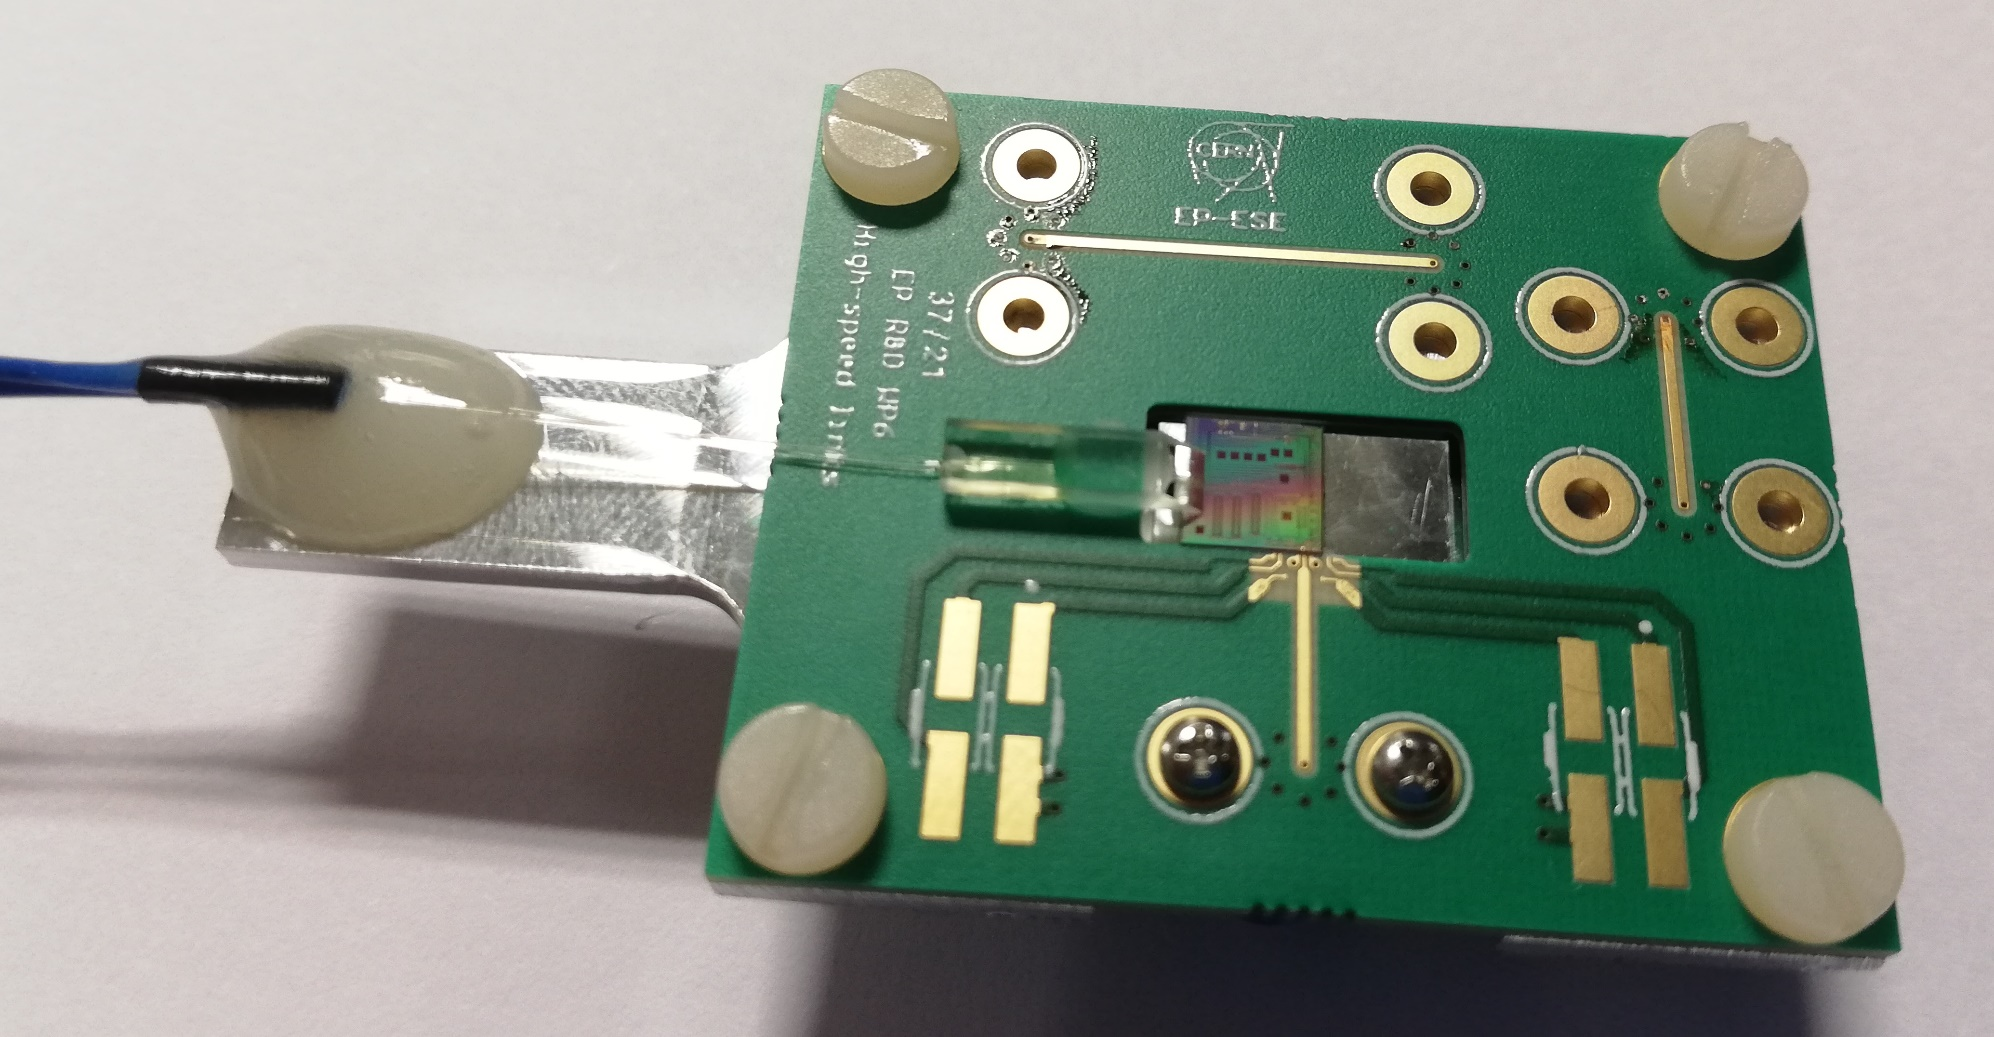 CERN
EP-ESE
37/21
EP R&D WP6
High-speed links